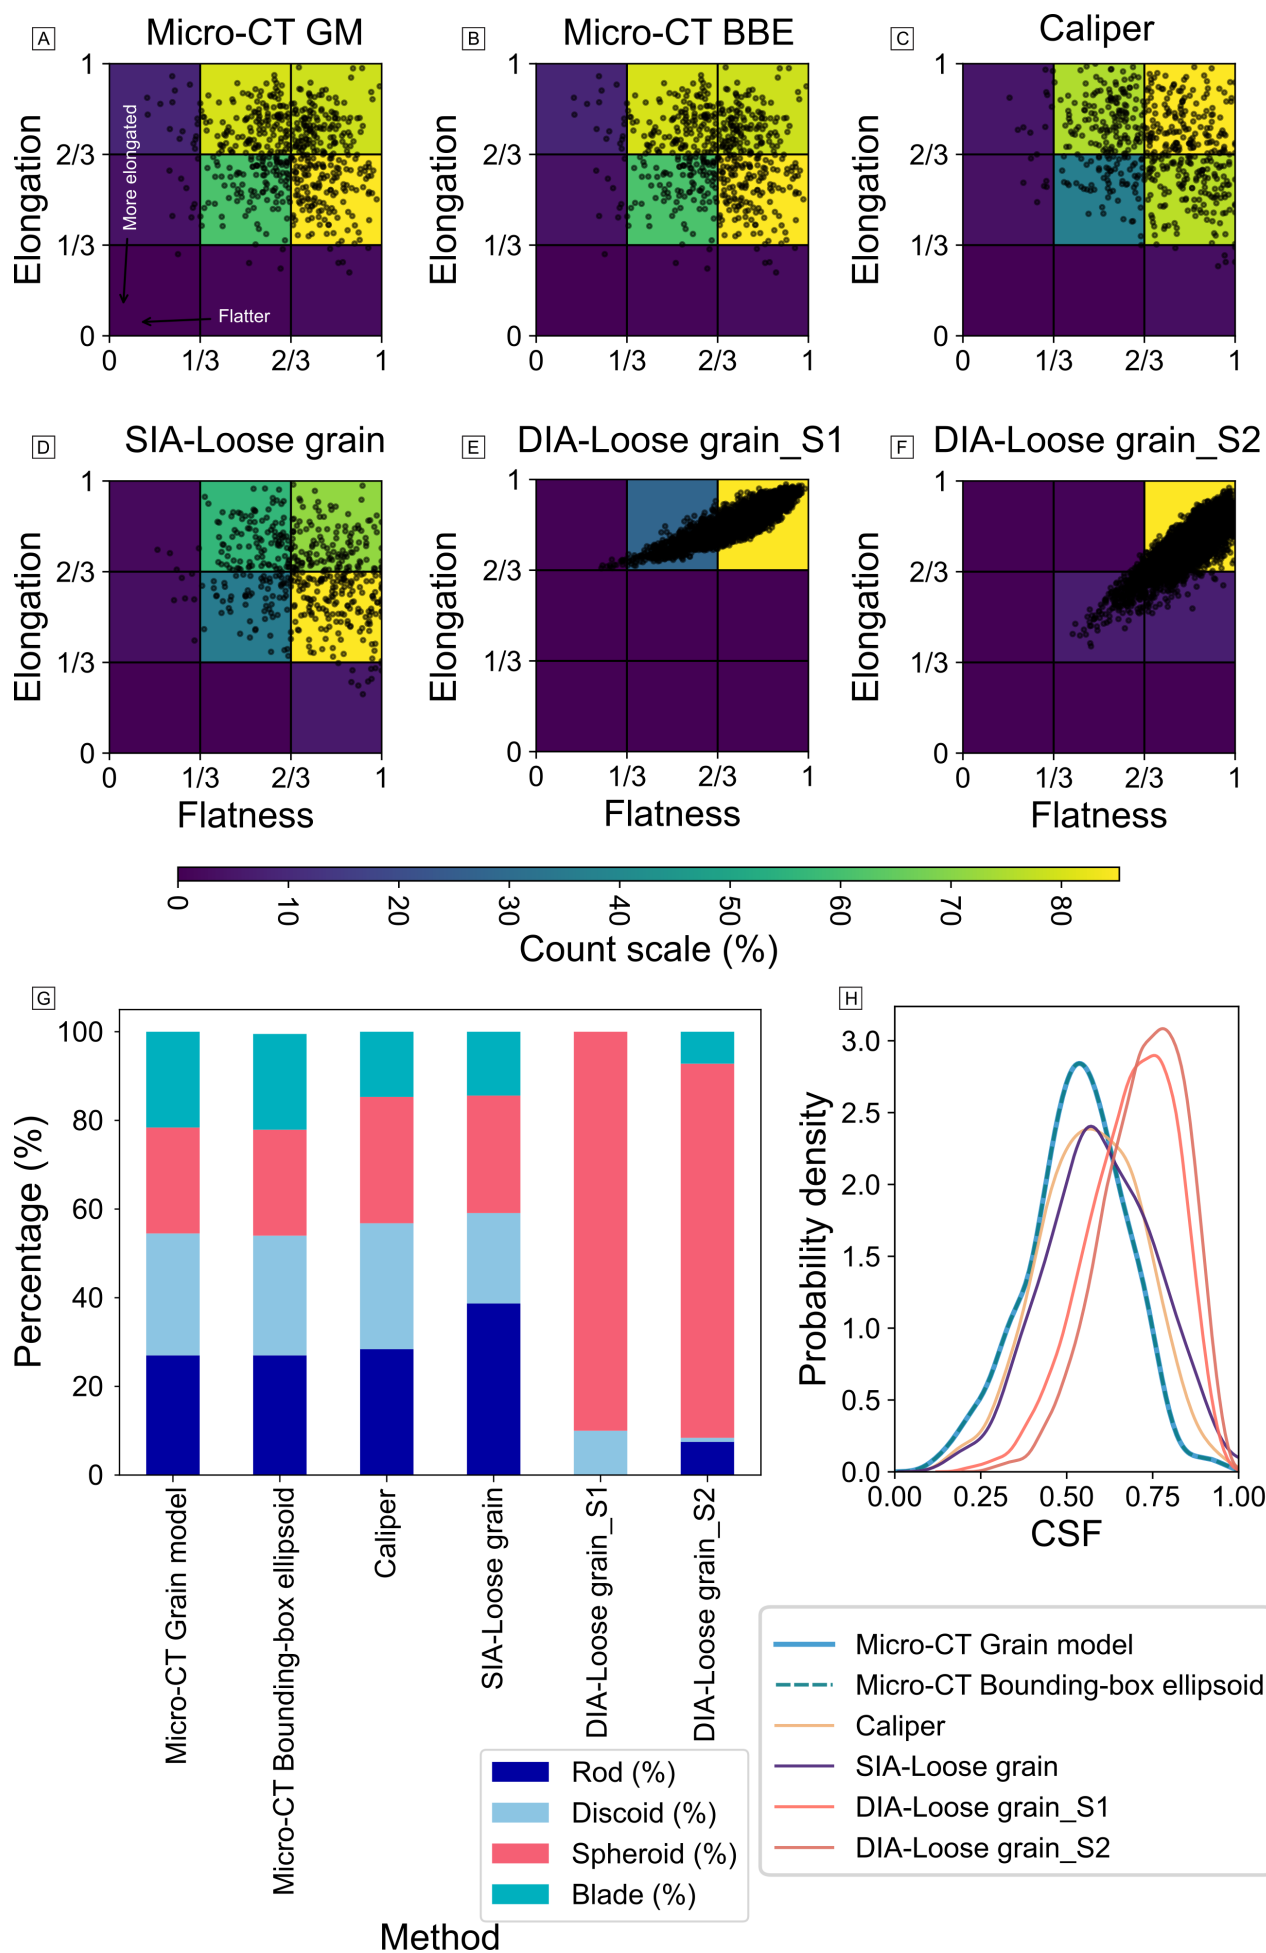 A
Micro-CT GM
B
Micro-CT BBE
C
Caliper
Elongation
1
2/3
1/3
0
More elongated
Flatter
0
1/3
2/3
1
Elongation
1
2/3
1/3
0
0
1/3
2/3
1
Elongation
1
2/3
1/3
0
0
1/3
2/3
1
D
SIA-Loose grain
E
DIA-Loose grain_S1
F
DIA-Loose grain_S2
Elongation
1
2/3
1/3
0
0
1/3
2/3
1
Flatness
Elongation
1
2/3
1/3
0
0
1/3
2/3
1
Flatness
Elongation
1
2/3
1/3
0
0
1/3
2/3
1
Flatness
0
10
20
30
40
50
60
70
80
Count scale (%)
G
Percentage (%)
100
80
60
40
20
0
Micro-CT Grain model
Micro-CT Bounding-box ellipsoid
Caliper
SIA-Loose grain
DIA-Loose grain_S1
DIA-Loose grain_S2
Rod (%)
Discoid (%)
Spheroid (%)
Blade (%)
Method
H
Probability density
3.0
2.5
2.0
1.5
1.0
0.5
0.0
0.00
0.25
0.50
0.75
1.00
CSF
Micro-CT Grain model
Micro-CT Bounding-box ellipsoid
Caliper
SIA-Loose grain
DIA-Loose grain_S1
DIA-Loose grain_S2